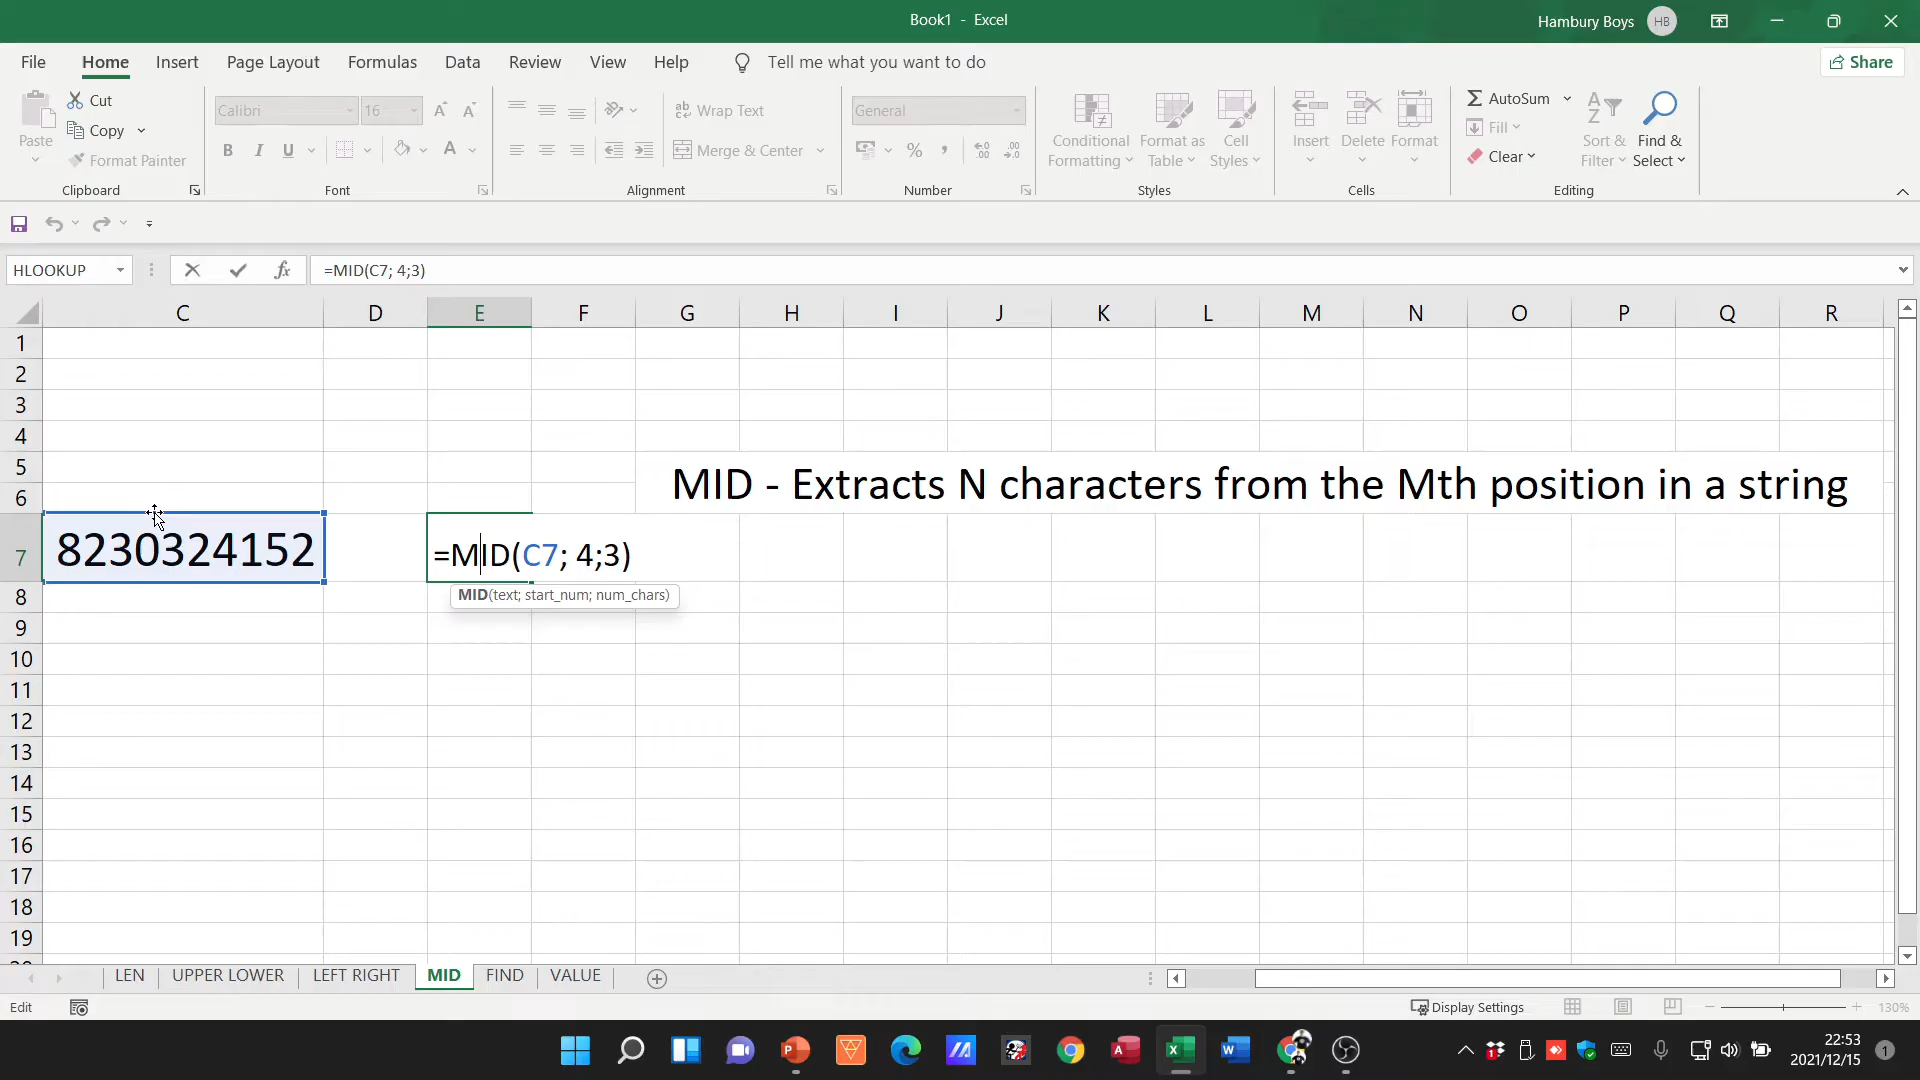 Book1 - Excel
Hambury Boys HB
File Home Insert Page Layout Formulas Data Review View Help Tell me what you want to do Share
Cut
Copy
Format Painter
Paste
Calibri 16
B I U
Wrap Text
Merge & Center
General
Conditional Formatting
Format as Table
Cell Styles
Insert Delete Format
AutoSum
Fill
Clear
Sort & Filter
Find & Select
Clipboard Font Alignment Number Styles Cells Editing
HLOOKUP fx =MID(C7; 4;3)
C D E F G H I J K L M N O P Q R
1
2
3
4
5
6
MID - Extracts N characters from the Mth position in a string
7 8230324152 =MID(C7; 4;3)
MID(text; start_num; num_chars)
8
9
10
11
12
13
14
15
16
17
18
19
LEN UPPER LOWER LEFT RIGHT MID FIND VALUE
Edit Display Settings 130%
22:53
2021/12/15 1